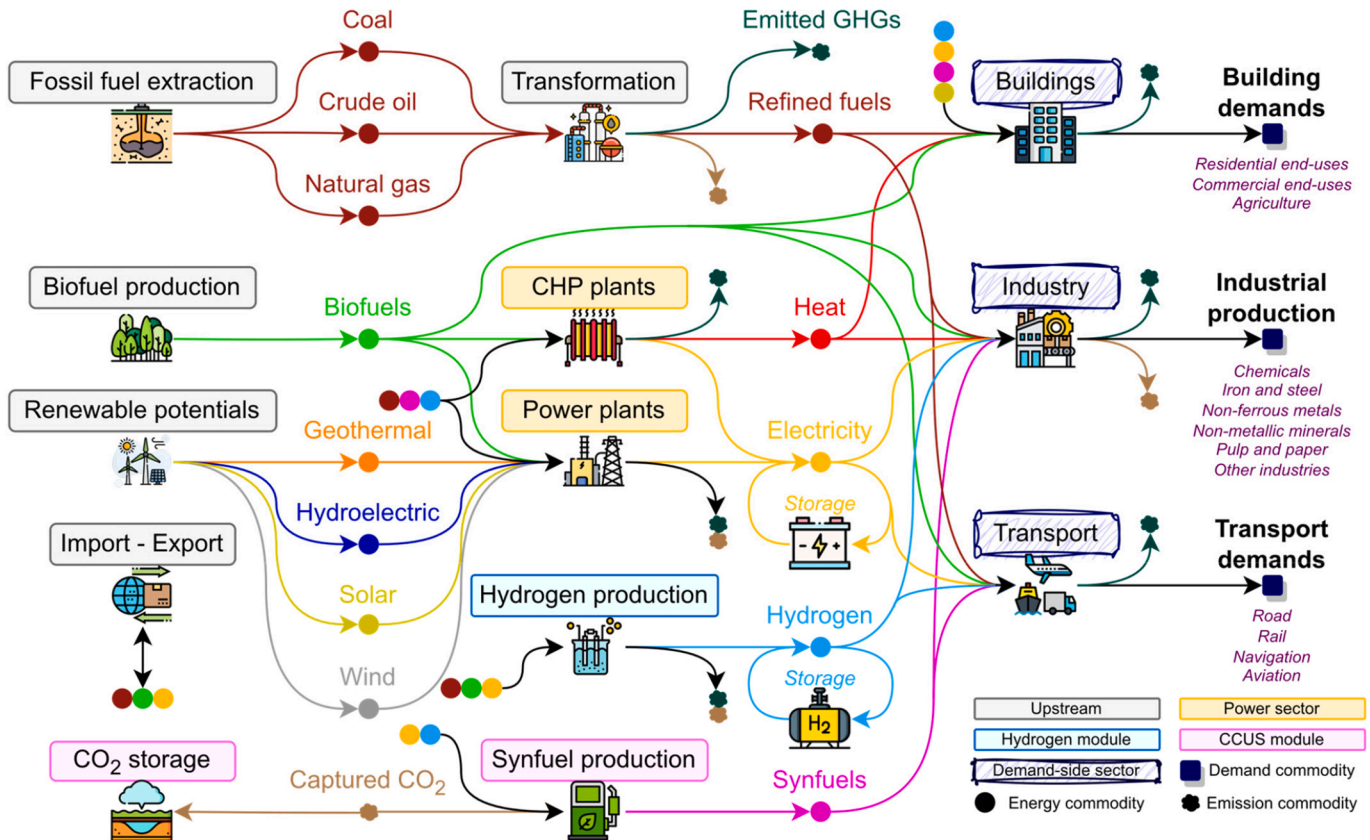 Coal
Emitted GHGs
Fossil fuel extraction
Transformation
Buildings
Building
demands
Crude oil
Refined fuels
Natural gas
Residential end-uses
Commercial end-uses
Agriculture
Biofuel production
Biofuels
CHP plants
Heat
Industry
Industrial
production
Chemicals
Iron and steel
Non-ferrous metals
Non-metallic minerals
Pulp and paper
Other industries
Renewable potentials
Geothermal
Power plants
Electricity
Hydroelectric
Storage
Import - Export
Transport
Transport
demands
Solar
Hydrogen production
Hydrogen
Road
Rail
Navigation
Aviation
Wind
Storage
H2
CO2 storage
Captured CO2
Synfuel production
Synfuels
Upstream
Power sector
Hydrogen module
CCUS module
Demand-side sector
Demand commodity
Energy commodity
Emission commodity